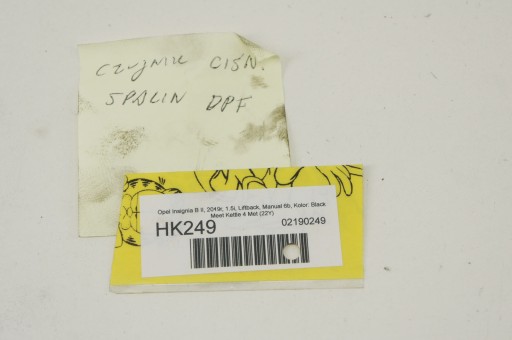 CZUJNIK CIŚN.
SPALIN DPF
Opel Insignia B II, 2019r, 1.5i, Liftback, Manual 6b, Kolor: Black
Meet Kettle 4 Met (22Y)
HK249 02190249